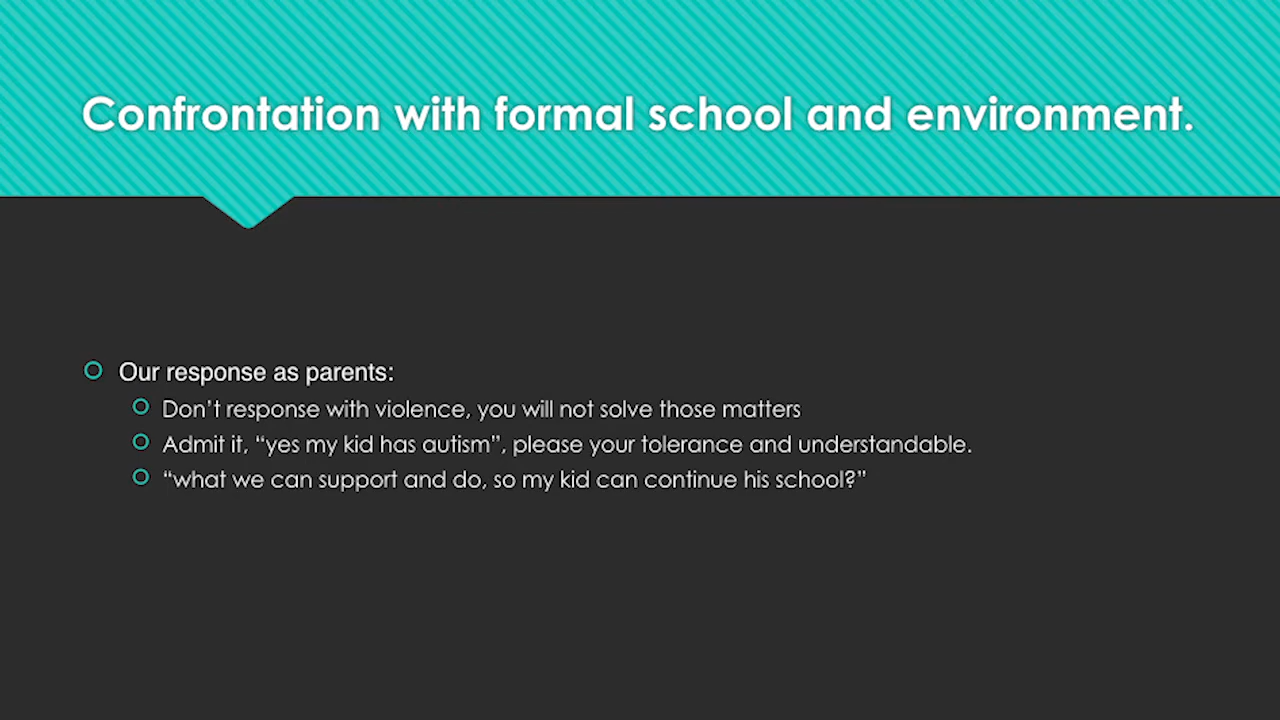 Confrontation with formal school and environment.
Our response as parents:
Don’t response with violence, you will not solve those matters
Admit it, “yes my kid has autism”, please your tolerance and understandable.
“what we can support and do, so my kid can continue his school?”